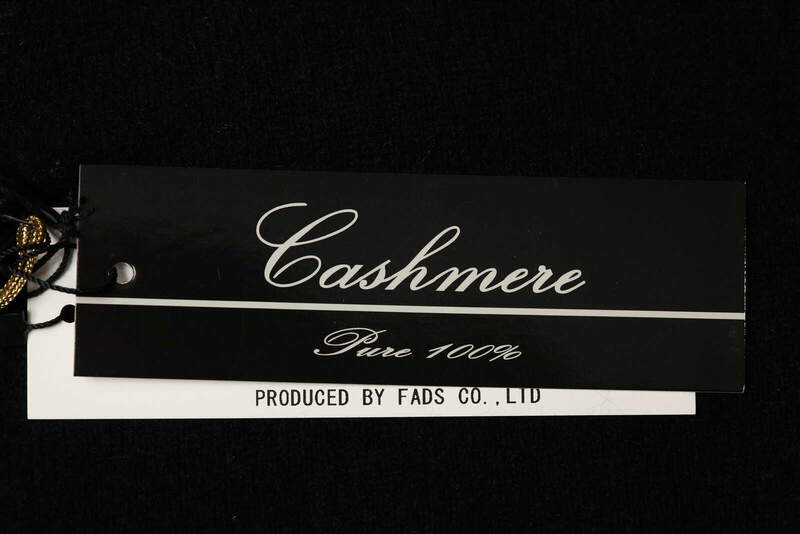 Cashmere
Pure 100%
PRODUCED BY FADS CO.,LTD